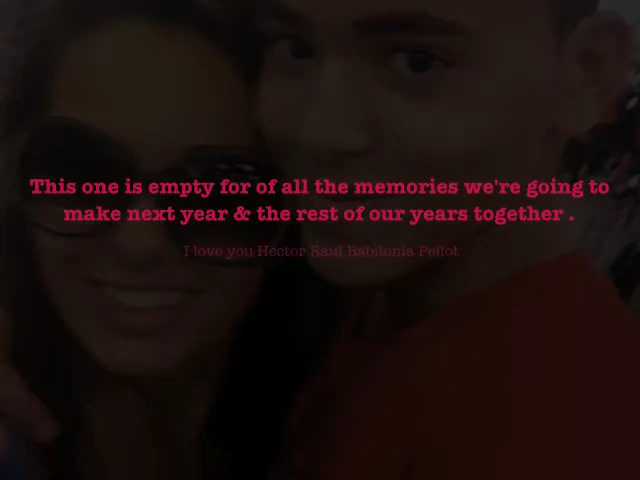 This one is empty for of all the memories we're going to
make next year & the rest of our years together .
I love you Hector Raul Babilonia Pellot